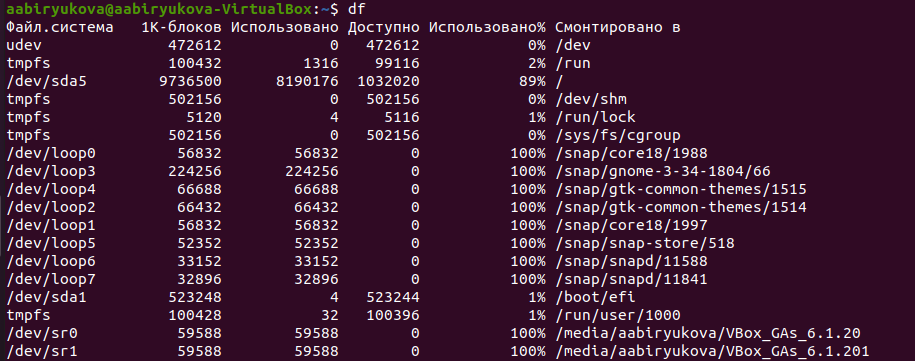 aabiryukova@aabiryukova-VirtualBox:~$ df
Файл.система 1K-блоков Использовано Доступно Использовано% Смонтировано в
udev 472612 0 472612 0% /dev
tmpfs 100432 1316 99116 2% /run
/dev/sda5 9736500 8190176 1032020 89% /
tmpfs 502156 0 502156 0% /dev/shm
tmpfs 5120 4 5116 1% /run/lock
tmpfs 502156 0 502156 0% /sys/fs/cgroup
/dev/loop0 56832 56832 0 100% /snap/core18/1988
/dev/loop3 224256 224256 0 100% /snap/gnome-3-34-1804/66
/dev/loop4 66688 66688 0 100% /snap/gtk-common-themes/1515
/dev/loop2 66432 66432 0 100% /snap/gtk-common-themes/1514
/dev/loop1 56832 56832 0 100% /snap/core18/1997
/dev/loop5 52352 52352 0 100% /snap/snap-store/518
/dev/loop6 33152 33152 0 100% /snap/snapd/11588
/dev/loop7 32896 32896 0 100% /snap/snapd/11841
/dev/sda1 523248 4 523244 1% /boot/efi
tmpfs 100428 32 100396 1% /run/user/1000
/dev/sr0 59588 59588 0 100% /media/aabiryukova/VBox_GAs_6.1.20
/dev/sr1 59588 59588 0 100% /media/aabiryukova/VBox_GAs_6.1.201